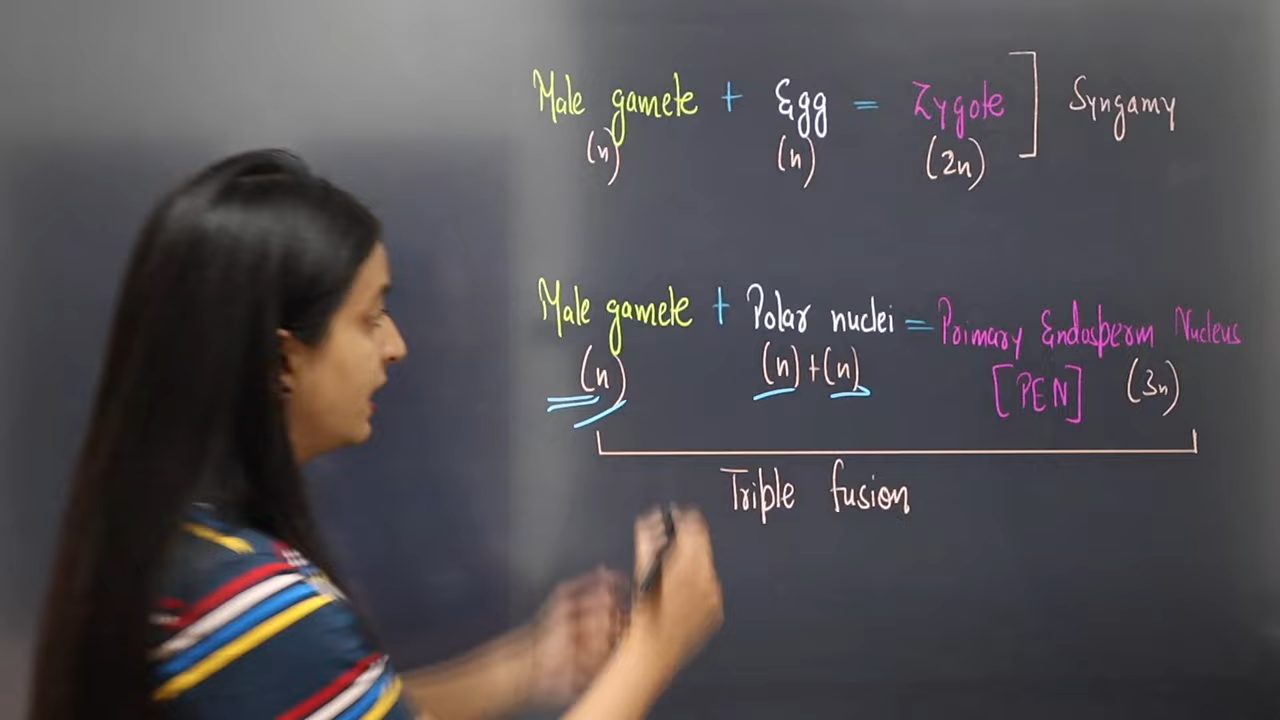 Male gamete + Egg = Zygote ] Syngamy
(n) (n) (2n)
Male gamete + Polar nuclei = Primary Endosperm Nucleus
(n) (n)+(n) [PEN] (3n)
Triple fusion